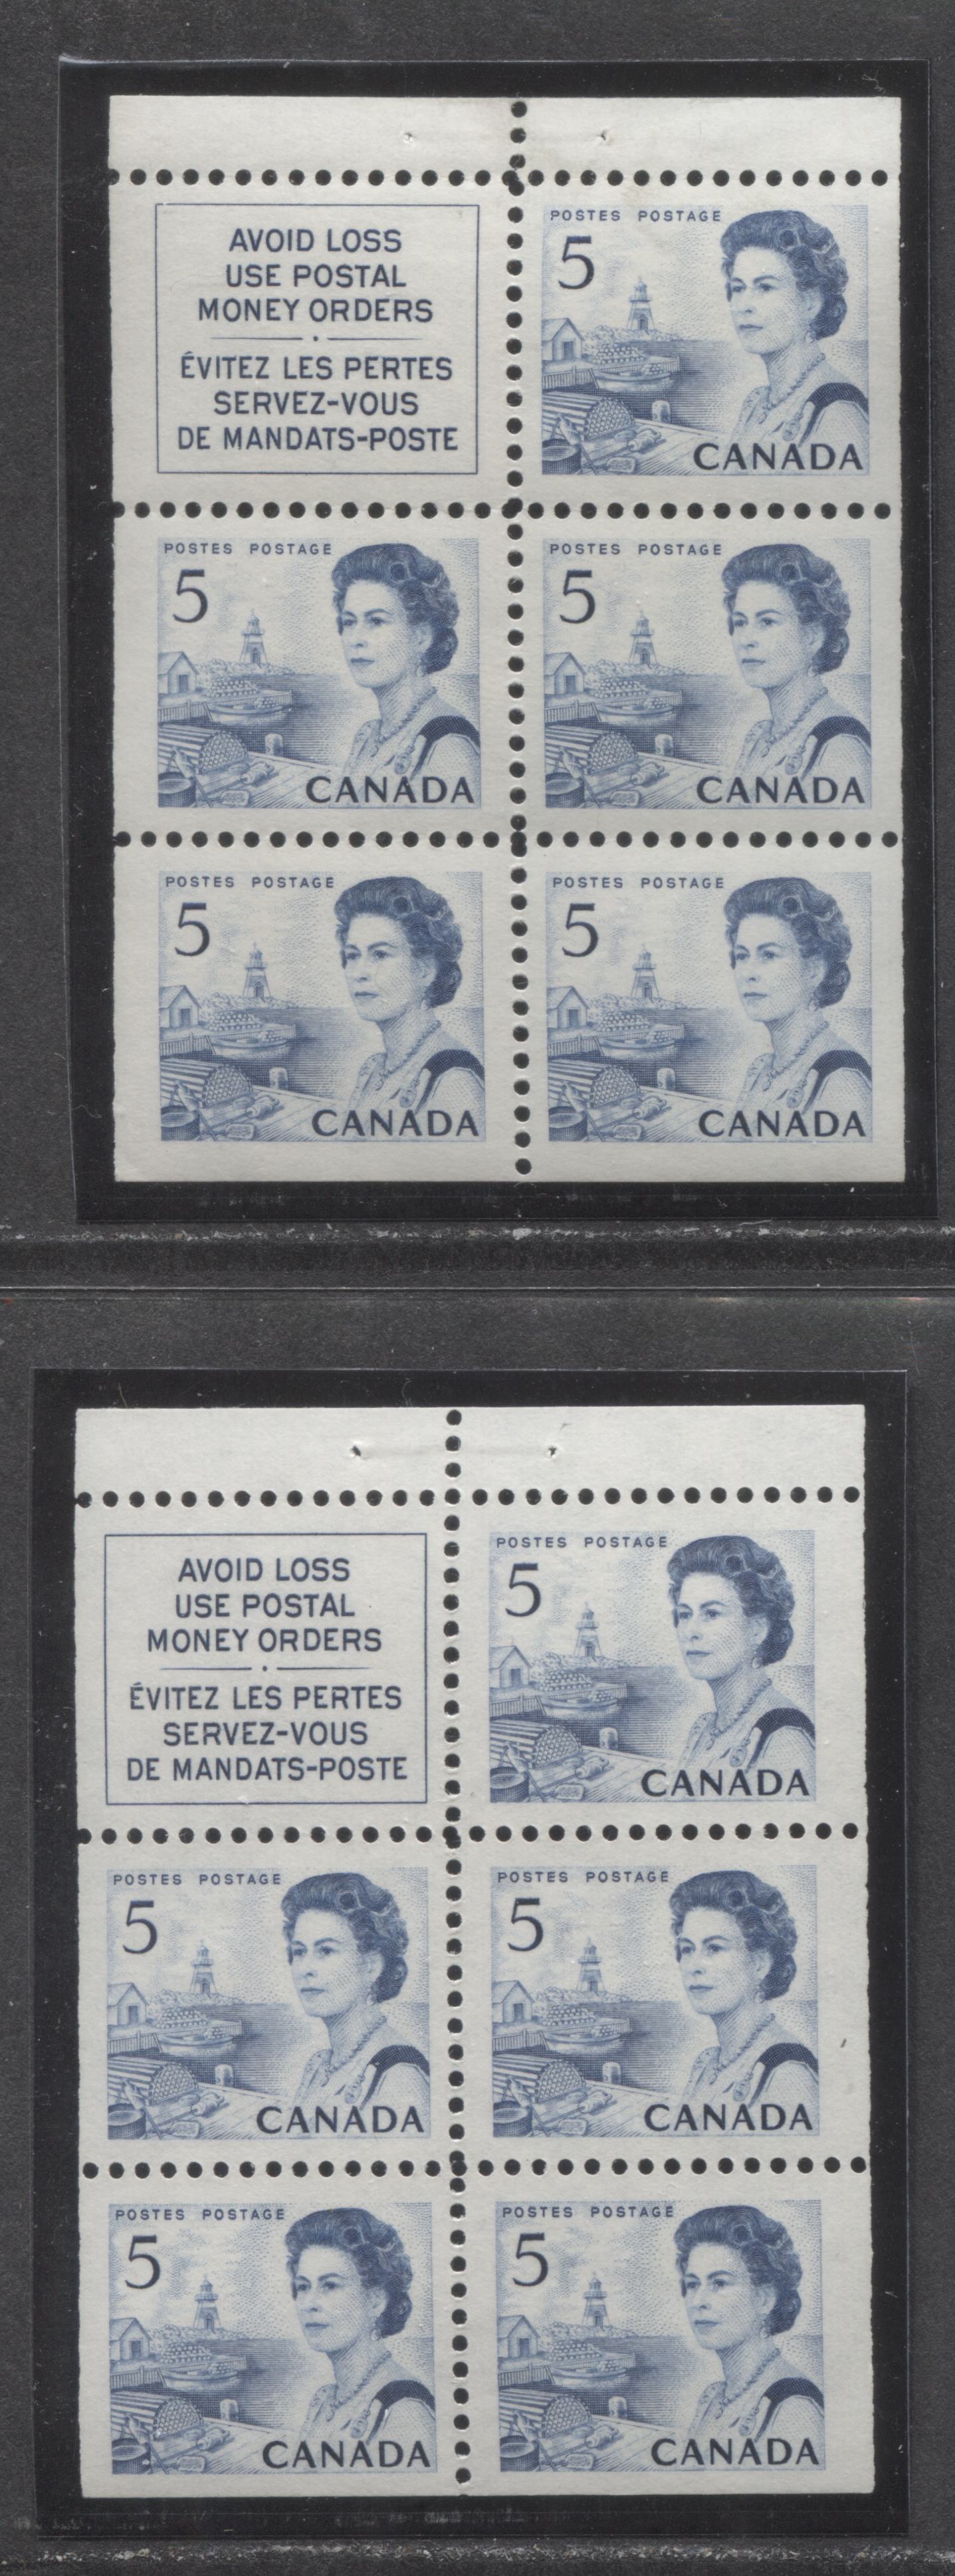 AVOID LOSS
USE POSTAL
MONEY ORDERS
ÉVITEZ LES PERTES
SERVEZ-VOUS
DE MANDATS-POSTE
POSTES POSTAGE
5
CANADA
POSTES POSTAGE
5
CANADA
POSTES POSTAGE
5
CANADA
POSTES POSTAGE
5
CANADA
POSTES POSTAGE
5
CANADA
AVOID LOSS
USE POSTAL
MONEY ORDERS
ÉVITEZ LES PERTES
SERVEZ-VOUS
DE MANDATS-POSTE
POSTES POSTAGE
5
CANADA
POSTES POSTAGE
5
CANADA
POSTES POSTAGE
5
CANADA
POSTES POSTAGE
5
CANADA
POSTES POSTAGE
5
CANADA